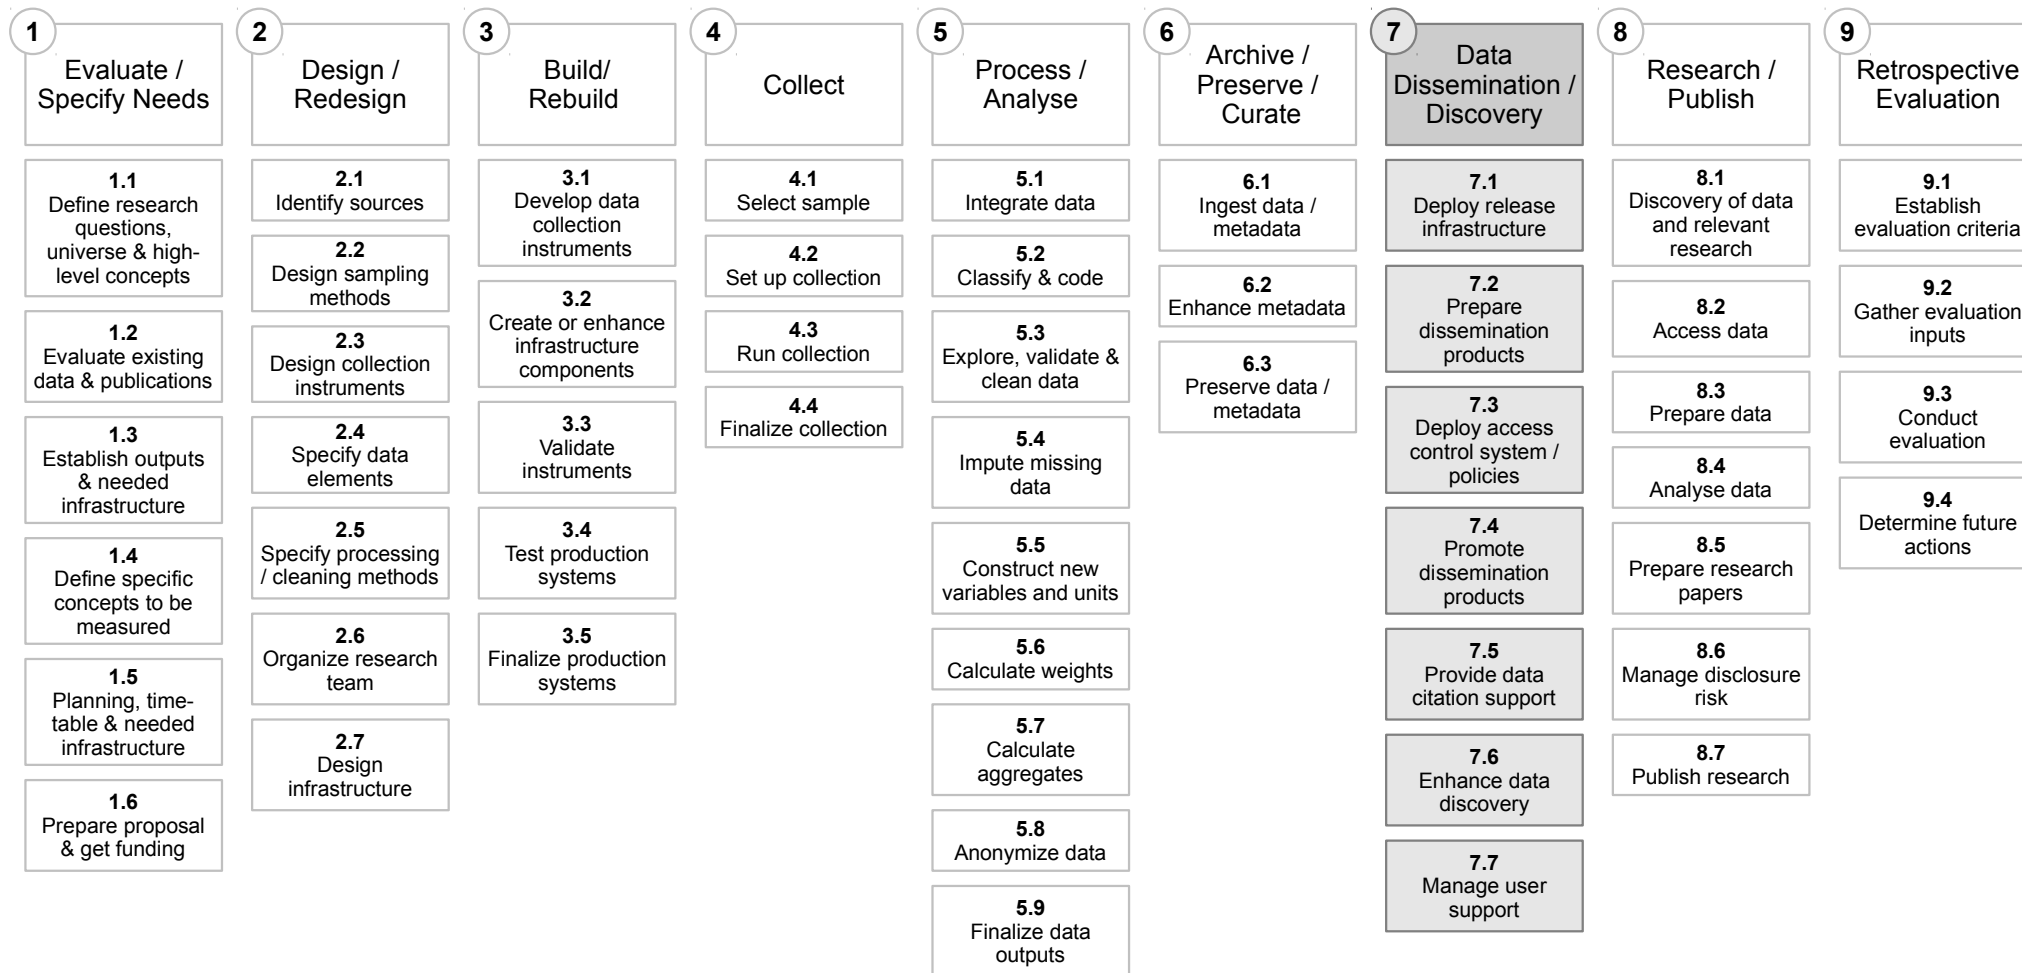 1
Evaluate /
Specify Needs
1.1
Define research
questions,
universe & high-
level concepts
1.2
Evaluate existing
data & publications
1.3
Establish outputs
& needed
infrastructure
1.4
Define specific
concepts to be
measured
1.5
Planning, time-
table & needed
infrastructure
1.6
Prepare proposal
& get funding
2
Design /
Redesign
2.1
Identify sources
2.2
Design sampling
methods
2.3
Design collection
instruments
2.4
Specify data
elements
2.5
Specify processing
/ cleaning methods
2.6
Organize research
team
2.7
Design
infrastructure
3
Build/
Rebuild
3.1
Develop data
collection
instruments
3.2
Create or enhance
infrastructure
components
3.3
Validate
instruments
3.4
Test production
systems
3.5
Finalize production
systems
4
Collect
4.1
Select sample
4.2
Set up collection
4.3
Run collection
4.4
Finalize collection
5
Process /
Analyse
5.1
Integrate data
5.2
Classify & code
5.3
Explore, validate &
clean data
5.4
Impute missing
data
5.5
Construct new
variables and units
5.6
Calculate weights
5.7
Calculate
aggregates
5.8
Anonymize data
5.9
Finalize data
outputs
6
Archive /
Preserve /
Curate
6.1
Ingest data /
metadata
6.2
Enhance metadata
6.3
Preserve data /
metadata
7
Data
Dissemination /
Discovery
7.1
Deploy release
infrastructure
7.2
Prepare
dissemination
products
7.3
Deploy access
control system /
policies
7.4
Promote
dissemination
products
7.5
Provide data
citation support
7.6
Enhance data
discovery
7.7
Manage user
support
8
Research /
Publish
8.1
Discovery of data
and relevant
research
8.2
Access data
8.3
Prepare data
8.4
Analyse data
8.5
Prepare research
papers
8.6
Manage disclosure
risk
8.7
Publish research
9
Retrospective
Evaluation
9.1
Establish
evaluation criteria
9.2
Gather evaluation
inputs
9.3
Conduct
evaluation
9.4
Determine future
actions